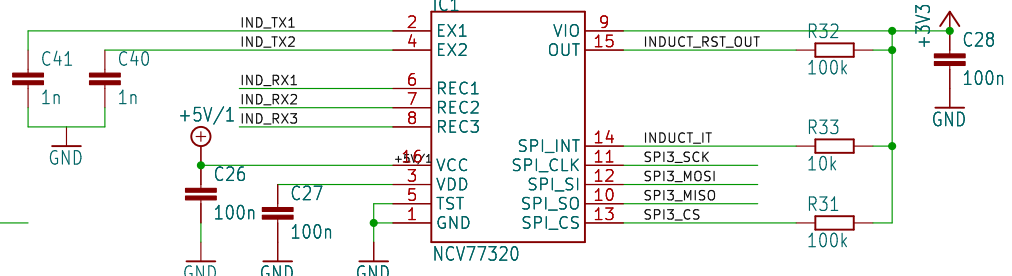 IC1
IND_TX1 2 EX1 VIO 9 R32 +3V3
IND_TX2 4 EX2 OUT 15 INDUCT_RST_OUT 100k C28
C41 C40 100n
1n 1n GND
IND_RX1 6 REC1
IND_RX2 7 REC2
IND_RX3 8 REC3
GND
+5V/1
SPI_INT 14 INDUCT_IT R33
+5V/1 16 VCC SPI_CLK 11 SPI3_SCK 10k
C26 3 VDD SPI_SI 12 SPI3_MOSI
100n C27 5 TST SPI_SO 10 SPI3_MISO R31
100n 1 GND SPI_CS 13 SPI3_CS 100k
NCV77320
GND GND GND